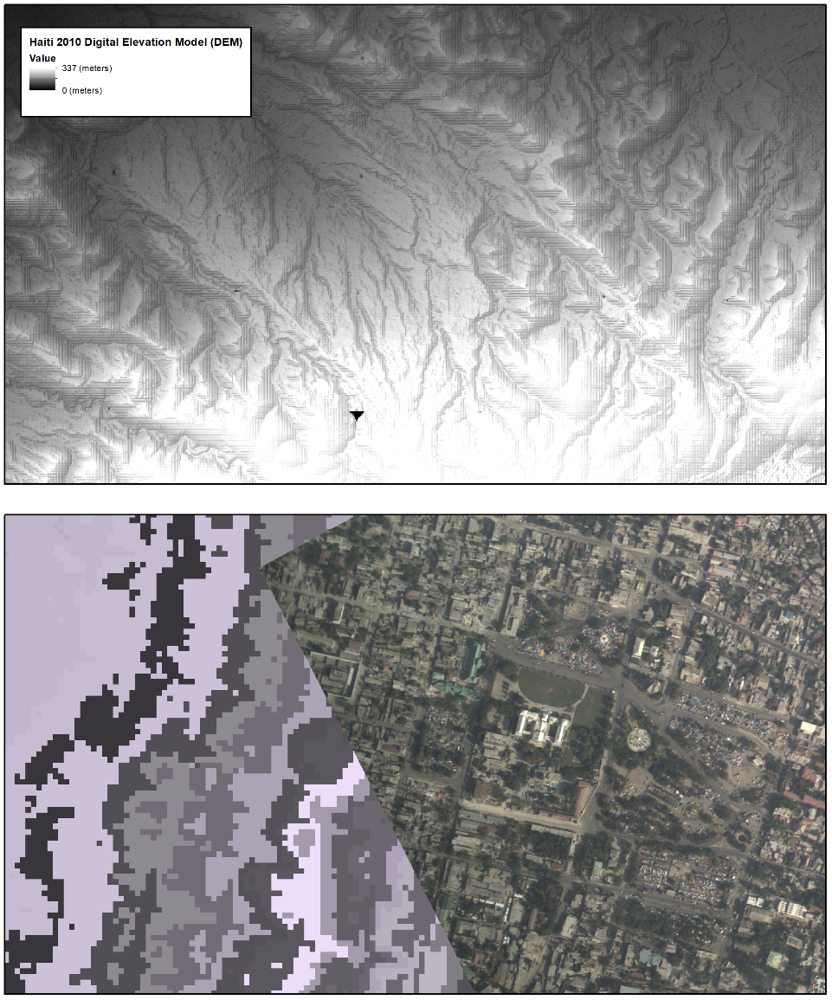 Haiti 2010 Digital Elevation Model (DEM)
Value
337 (meters)
0 (meters)